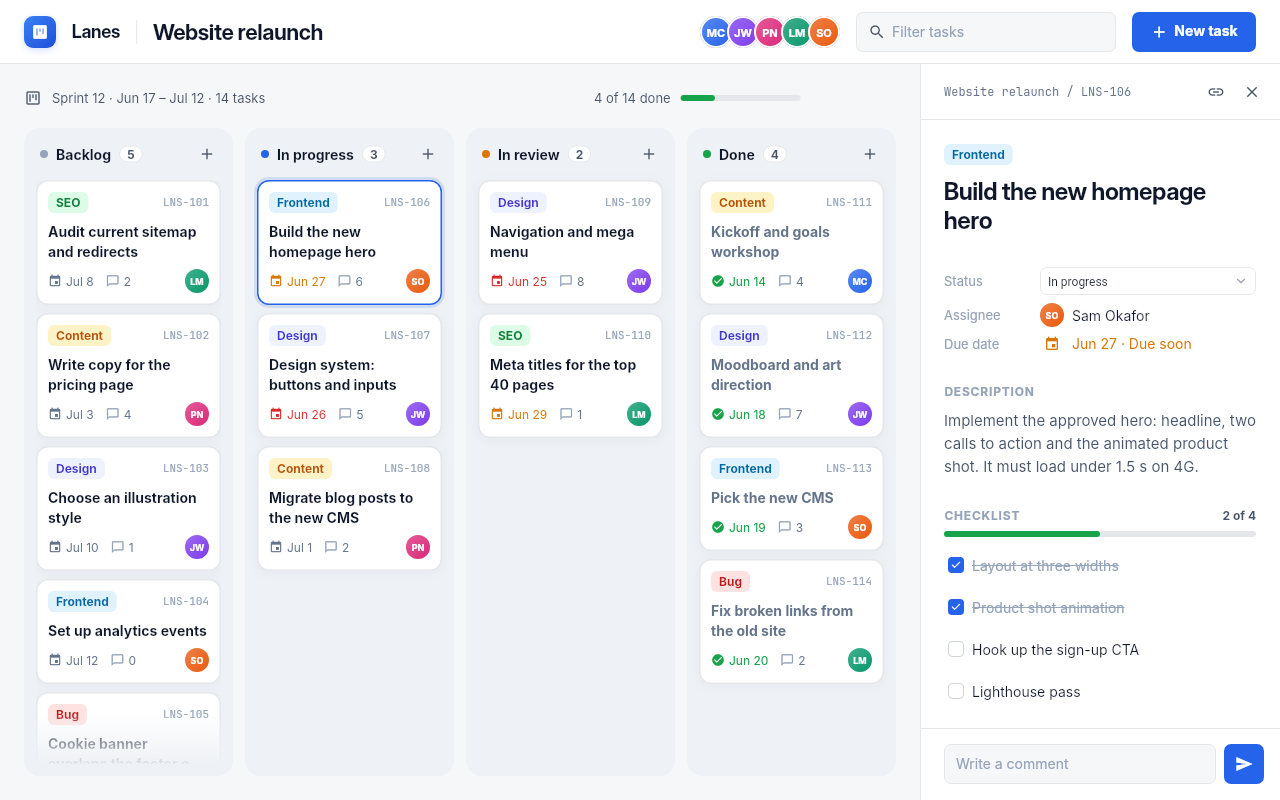 Lanes
Website relaunch
MC JW PN LM SO
Filter tasks
New task
Sprint 12 · Jun 17 – Jul 12 · 14 tasks
4 of 14 done
Backlog 5
SEO LNS-101
Audit current sitemap
and redirects
Jul 8 2 LM
Content LNS-102
Write copy for the
pricing page
Jul 3 4 PN
Design LNS-103
Choose an illustration
style
Jul 10 1 JW
Frontend LNS-104
Set up analytics events
Jul 12 0 SO
Bug LNS-105
Cookie banner
overlaps the footer
In progress 3
Frontend LNS-106
Build the new
homepage hero
Jun 27 6 SO
Design LNS-107
Design system:
buttons and inputs
Jun 26 5 JW
Content LNS-108
Migrate blog posts to
the new CMS
Jul 1 2 PN
In review 2
Design LNS-109
Navigation and mega
menu
Jun 25 8 JW
SEO LNS-110
Meta titles for the top
40 pages
Jun 29 1 LM
Done 4
Content LNS-111
Kickoff and goals
workshop
Jun 14 4 MC
Design LNS-112
Moodboard and art
direction
Jun 18 7 JW
Frontend LNS-113
Pick the new CMS
Jun 19 3 SO
Bug LNS-114
Fix broken links from
the old site
Jun 20 2 LM
Website relaunch / LNS-106
Frontend
Build the new homepage
hero
Status In progress
Assignee SO Sam Okafor
Due date Jun 27 · Due soon
DESCRIPTION
Implement the approved hero: headline, two
calls to action and the animated product
shot. It must load under 1.5 s on 4G.
CHECKLIST 2 of 4
Layout at three widths
Product shot animation
Hook up the sign-up CTA
Lighthouse pass
Write a comment